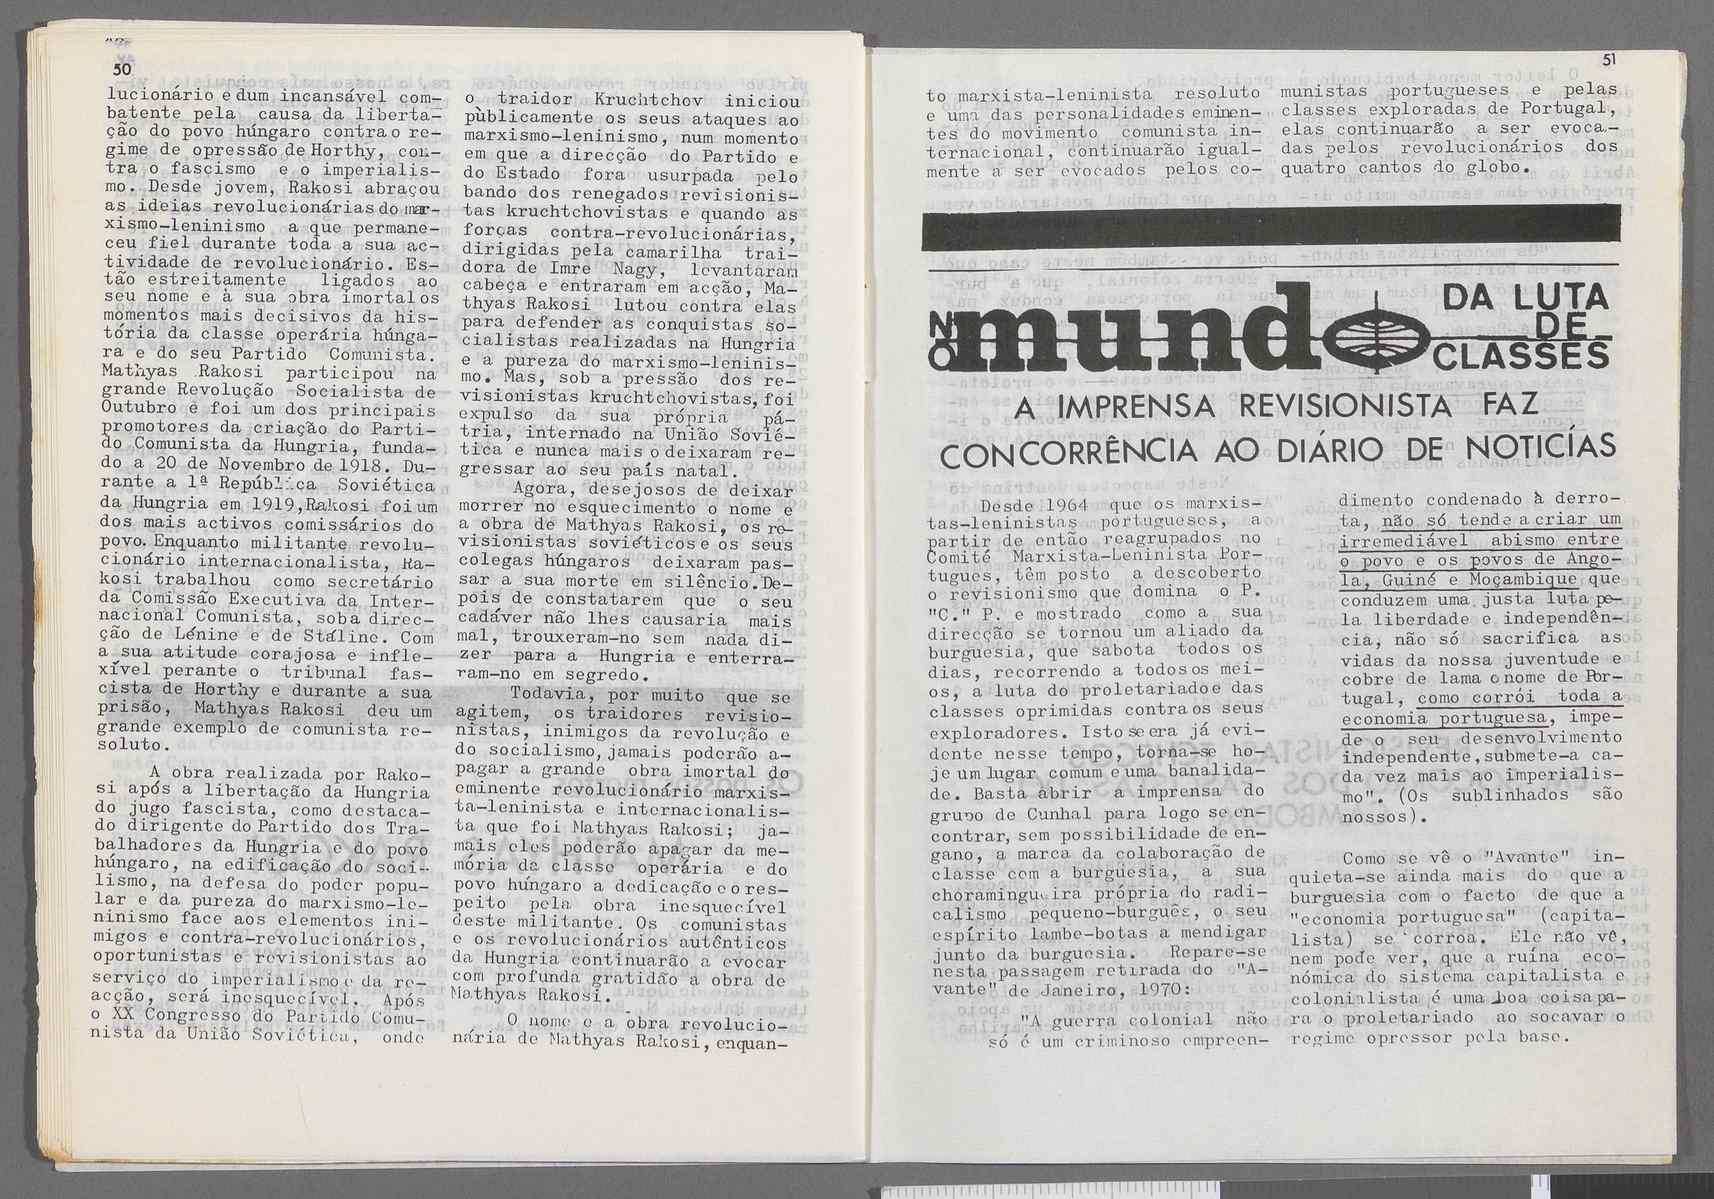 50
lucionário e dum incansável com-
batente pela causa da liberta-
ção do povo húngaro contra o re-
gime de opressão de Horthy, con-
tra o fascismo e o imperialis-
mo. Desde jovem, Rakosi abraçou
as ideias revolucionárias do mar-
xismo-leninismo a que permane-
ceu fiel durante toda a sua ac-
tividade de revolucionário. Es-
tão estreitamente ligados ao
seu nome e à sua obra imortal os
momentos mais decisivos da his-
tória da classe operária húnga-
ra e do seu Partido Comunista.
Mathyas Rakosi participou na
grande Revolução Socialista de
Outubro e foi um dos principais
promotores da criação do Parti-
do Comunista da Hungria, funda-
do a 20 de Novembro de 1918. Du-
rante a 1ª República Soviética
da Hungria em 1919, Rakosi foi um
dos mais activos comissários do
povo. Enquanto militante revolu-
cionário internacionalista, Ra-
kosi trabalhou como secretário
da Comissão Executiva da Inter-
nacional Comunista, sob a direc-
ção de Lénine e de Stáline. Com
a sua atitude corajosa e infle-
xível perante o tribunal fas-
cista de Horthy e durante a sua
prisão, Mathyas Rakosi deu um
grande exemplo de comunista re-
soluto.
A obra realizada por Rako-
si após a libertação da Hungria
do jugo fascista, como destaca-
do dirigente do Partido dos Tra-
balhadores da Hungria e do povo
húngaro, na edificação do soci-
lismo, na defesa do poder popu-
lar e da pureza do marxismo-le-
ninismo face aos elementos ini-
migos e contra-revolucionários,
oportunistas e revisionistas ao
serviço do imperialismo e da re-
acção, será inesquecível. Após
o XX Congresso do Partido Comu-
nista da União Soviética, onde
o traidor Kruchtchov iniciou
pùblicamente os seus ataques ao
marxismo-leninismo, num momento
em que a direcção do Partido e
do Estado fora usurpada pelo
bando dos renegados revisionis-
tas kruchtchovistas e quando as
forças contra-revolucionárias,
dirigidas pela camarilha trai-
dora de Imre Nagy, levantaram
cabeça e entraram em acção, Ma-
thyas Rakosi lutou contra elas
para defender as conquistas so-
cialistas realizadas na Hungria
e a pureza do marxismo-leninis-
mo. Mas, sob a pressão dos re-
visionistas kruchtchovistas, foi
expulso da sua própria pá-
tria, internado na União Sovié-
tica e nunca mais o deixaram re-
gressar ao seu país natal.
Agora, desejosos de deixar
morrer no esquecimento o nome e
a obra de Mathyas Rakosi, os re-
visionistas soviéticos e os seus
colegas húngaros deixaram pas-
sar a sua morte em silêncio. De-
pois de constatarem que o seu
cadáver não lhes causaria mais
mal, trouxeram-no sem nada di-
zer para a Hungria e enterra-
ram-no em segredo.
Todavia, por muito que se
agitem, os traidores revisio-
nistas, inimigos da revolução e
do socialismo, jamais poderão a-
pagar a grande obra imortal do
eminente revolucionário marxis-
ta-leninista e internacionalis-
ta que foi Mathyas Rakosi; ja-
mais eles poderão apagar da me-
mória da classe operária e do
povo húngaro a dedicação e o res-
peito pela obra inesquecível
deste militante. Os comunistas
e os revolucionários autênticos
da Hungria continuarão a evocar
com profunda gratidão a obra de
Mathyas Rakosi.
O nome e a obra revolucio-
nária de Mathyas Rakosi, enquan-
51
to marxista-leninista resoluto
e uma das personalidades eminen-
tes do movimento comunista in-
ternacional, continuarão igual-
mente a ser evocados pelos co-
munistas portugueses e pelas
classes exploradas de Portugal,
elas continuarão a ser evoca-
das pelos revolucionários dos
quatro cantos do globo.
NO mundo DA LUTA
DE
CLASSES
A IMPRENSA REVISIONISTA FAZ
CONCORRÊNCIA AO DIÁRIO DE NOTICÍAS
Desde 1964 que os marxis-
tas-leninistas portugueses, a
partir de então reagrupados no
Comité Marxista-Leninista Por-
tugues, têm posto a descoberto
o revisionismo que domina o P.
"C." P. e mostrado como a sua
direcção se tornou um aliado da
burguesia, que sabota todos os
dias, recorrendo a todos os mei-
os, a luta do proletariado e das
classes oprimidas contra os seus
exploradores. Isto se era já evi-
dente nesse tempo, torna-se ho-
je um lugar comum e uma banalida-
de. Basta abrir a imprensa do
grupo de Cunhal para logo se en-
contrar, sem possibilidade de en-
gano, a marca da colaboração de
classe com a burguesia, a sua
choramingueira própria do radi-
calismo pequeno-burguês, o seu
espírito lambe-botas a mendigar
junto da burguesia. Repare-se
nesta passagem retirada do "A-
vante" de Janeiro, 1970:
"A guerra colonial não
só é um criminoso empreen-
dimento condenado à derro-
ta, não só tende a criar um
irremediável abismo entre
o povo e os povos de Ango-
la, Guiné e Moçambique que
conduzem uma justa luta pe-
la liberdade e independên-
cia, não só sacrifica as
vidas da nossa juventude e
cobre de lama o nome de Por-
tugal, como corrói toda a
economia portuguesa, impe-
de o seu desenvolvimento
independente, submete-a ca-
da vez mais ao imperialis-
mo". (Os sublinhados são
nossos).
Como se vê o "Avante" in-
quieta-se ainda mais do que a
burguesia com o facto de que a
"economia portuguesa" (capita-
lista) se corroa. Ele não vê,
nem pode ver, que a ruína eco-
nómica do sistema capitalista e
colonialista é uma boa coisa pa-
ra o proletariado ao socavar o
regime opressor pela base.